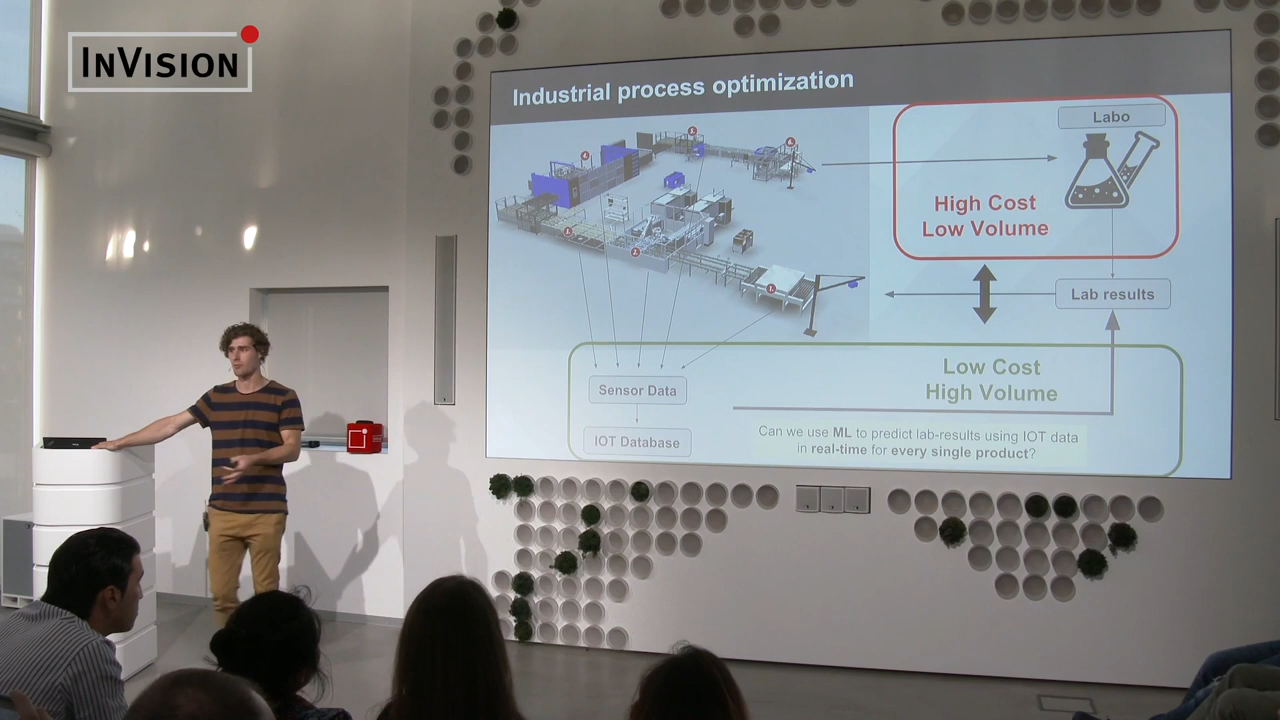 INVISION
Industrial process optimization
Labo
High Cost
Low Volume
Lab results
Low Cost
High Volume
Sensor Data
IOT Database
Can we use ML to predict lab-results using IOT data
in real-time for every single product?